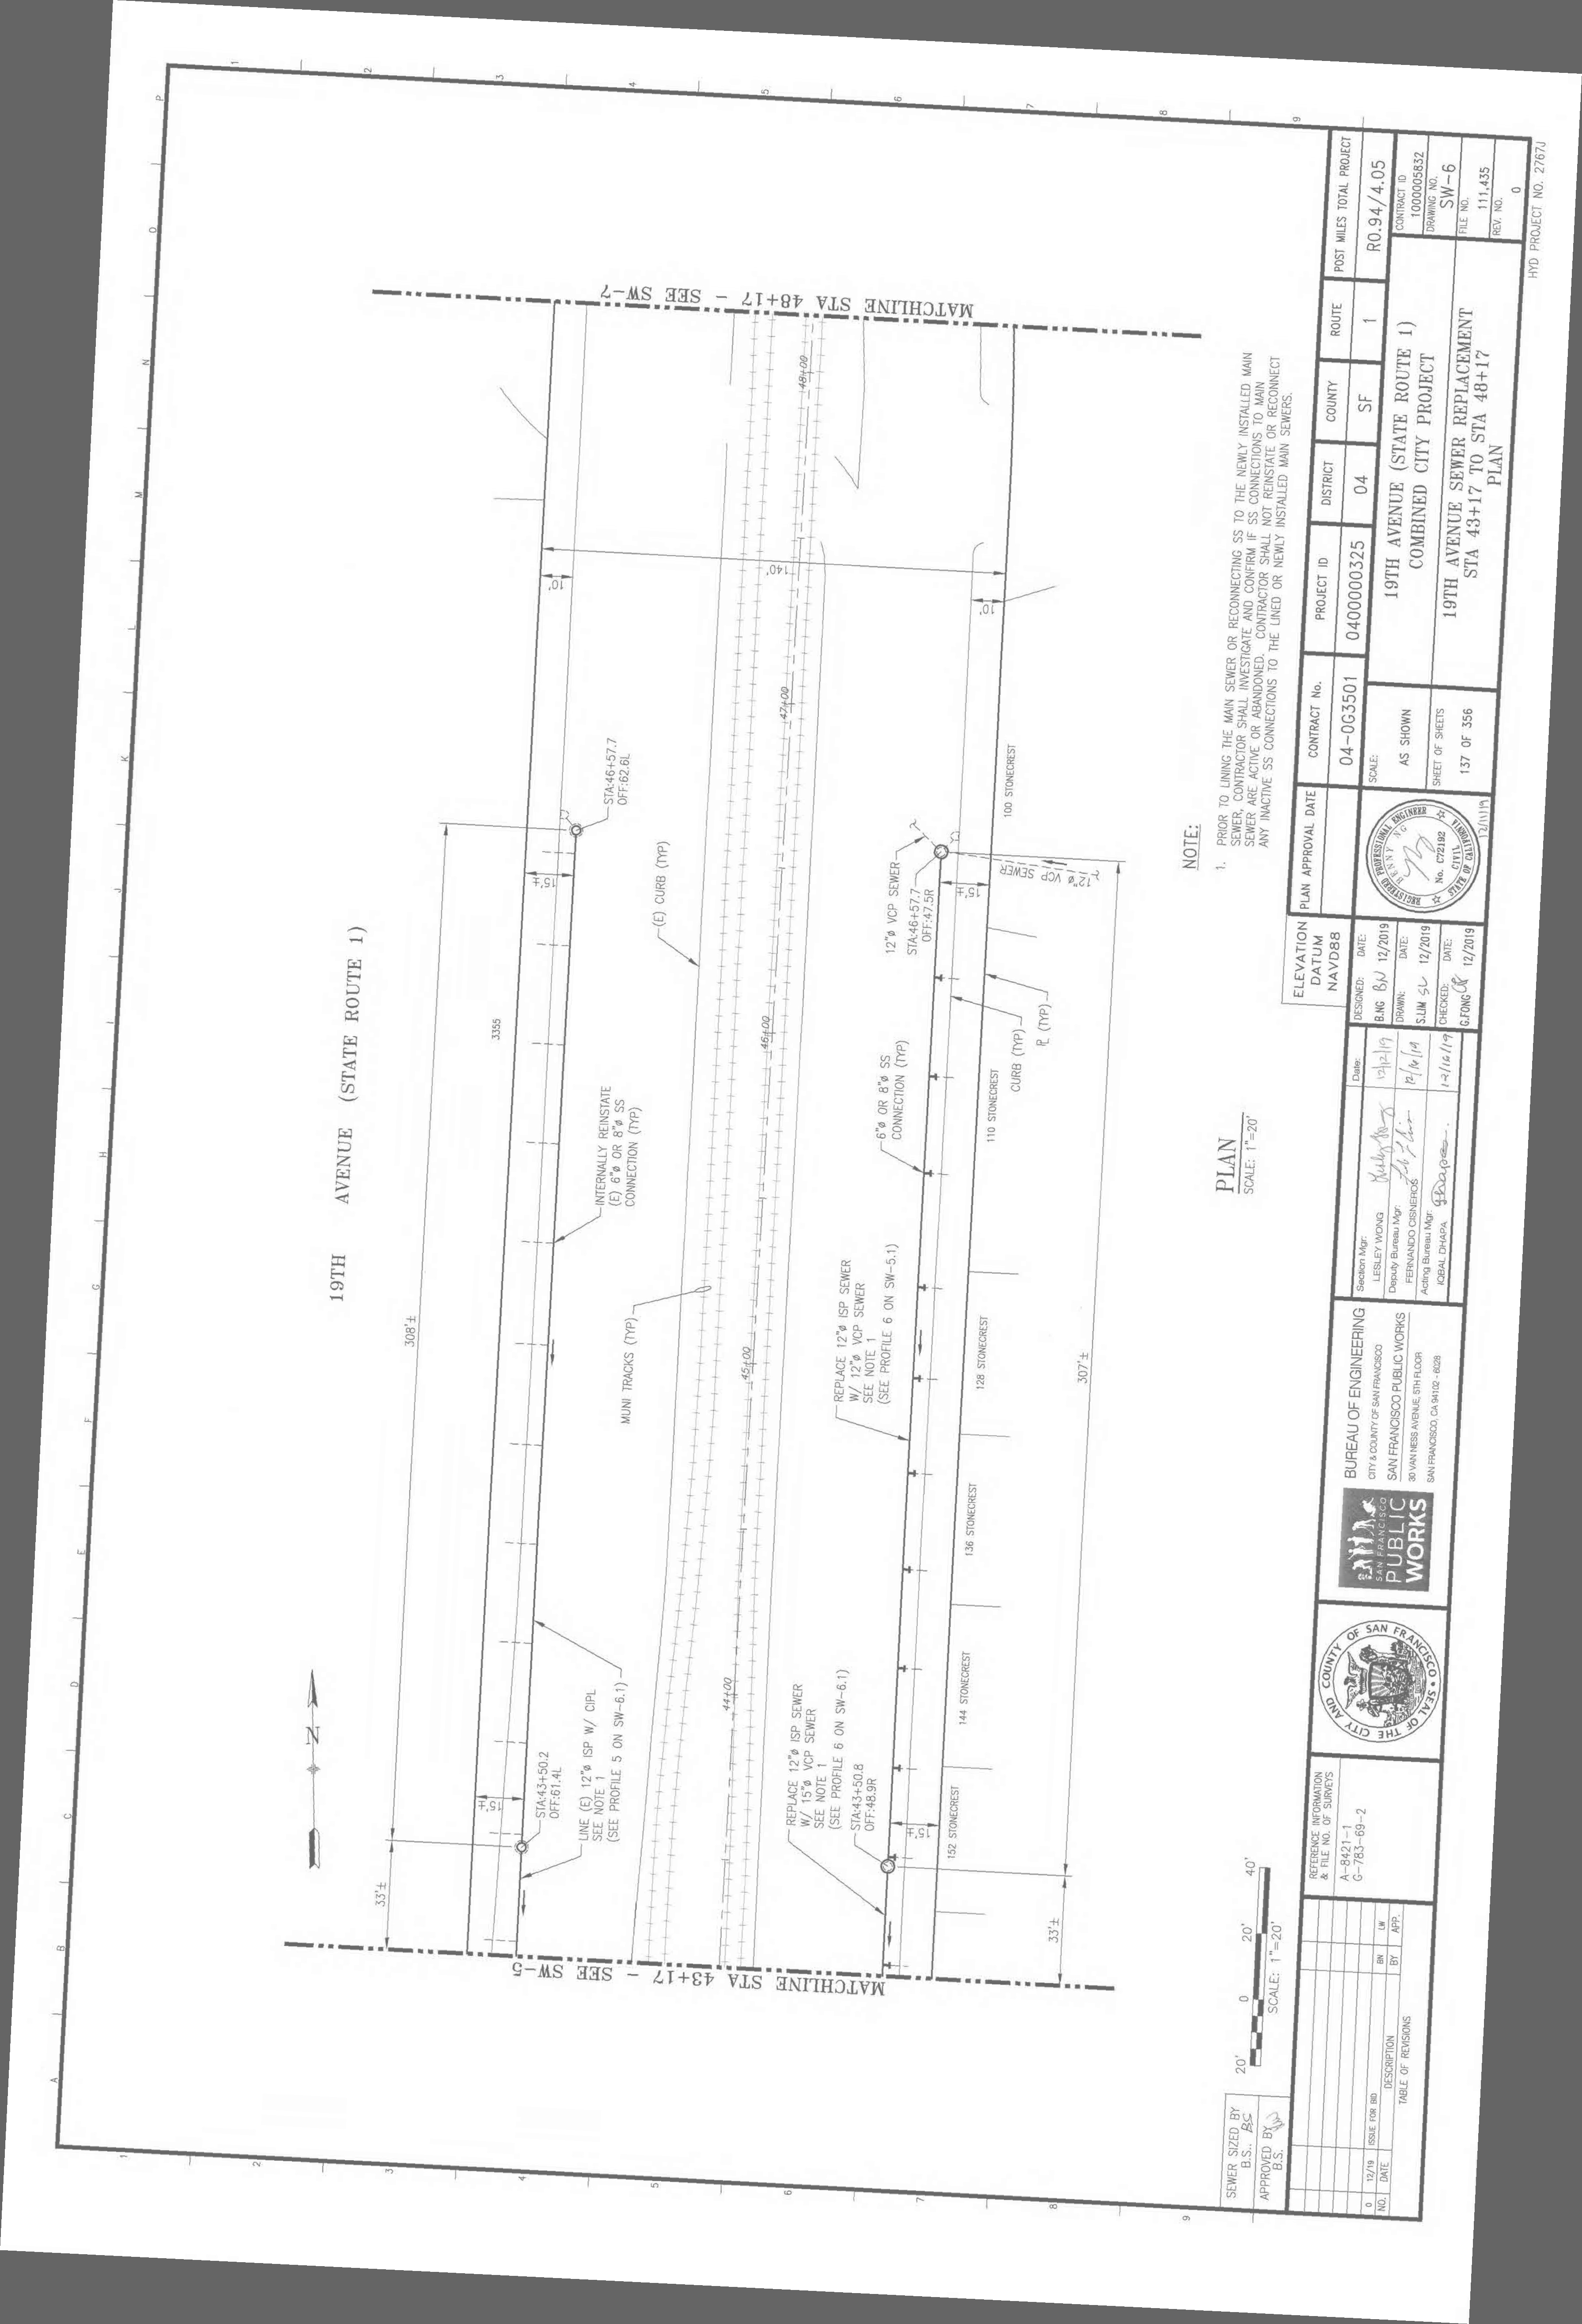 19TH AVENUE (STATE ROUTE 1)
N
33'±
308'±
3355
15'±
15'±
10'
140'
10'
STA:43+50.2
OFF:61.4L
LINE (E) 12"ø ISP W/ CIPL
SEE NOTE 1
(SEE PROFILE 5 ON SW-6.1)
INTERNALLY REINSTATE
(E) 6"ø OR 8"ø SS
CONNECTION (TYP)
STA:46+57.7
OFF:62.6L
(E) CURB (TYP)
MUNI TRACKS (TYP)
44+00
45+00
46+00
47+00
48+00
MATCHLINE STA 43+17 - SEE SW-5
MATCHLINE STA 48+17 - SEE SW-7
REPLACE 12"ø ISP SEWER
W/ 15"ø VCP SEWER
SEE NOTE 1
(SEE PROFILE 6 ON SW-6.1)
STA:43+50.8
OFF:48.9R
REPLACE 12"ø ISP SEWER
W/ 12"ø VCP SEWER
SEE NOTE 1
(SEE PROFILE 6 ON SW-5.1)
6"ø OR 8"ø SS
CONNECTION (TYP)
12"ø VCP SEWER
STA:46+57.7
OFF:47.5R
15'±
15'±
12"ø VCP SEWER
CURB (TYP)
PL (TYP)
152 STONECREST
144 STONECREST
136 STONECREST
128 STONECREST
110 STONECREST
100 STONECREST
33'±
307'±
PLAN
SCALE: 1"=20'
NOTE:
1. PRIOR TO LINING THE MAIN SEWER OR RECONNECTING SS TO THE NEWLY INSTALLED MAIN
SEWER, CONTRACTOR SHALL INVESTIGATE AND CONFIRM IF SS CONNECTIONS TO MAIN
SEWER ARE ACTIVE OR ABANDONED. CONTRACTOR SHALL NOT REINSTATE OR RECONNECT
ANY INACTIVE SS CONNECTIONS TO THE LINED OR NEWLY INSTALLED MAIN SEWERS.
20' 0 20' 40'
SCALE: 1"=20'
SEWER SIZED BY
B.S.: BC
APPROVED BY
B.S.
0 12/19 ISSUE FOR BID BN LW
NO. DATE DESCRIPTION BY APP.
TABLE OF REVISIONS
REFERENCE INFORMATION
& FILE NO. OF SURVEYS
A-8421-1
G-783-69-2
SEAL OF THE CITY AND COUNTY OF SAN FRANCISCO
SAN FRANCISCO
PUBLIC
WORKS
BUREAU OF ENGINEERING
CITY & COUNTY OF SAN FRANCISCO
SAN FRANCISCO PUBLIC WORKS
30 VAN NESS AVENUE, 5TH FLOOR
SAN FRANCISCO, CA 94102 - 6028
Section Mgr: Date:
LESLEY WONG 12/12/19
Deputy Bureau Mgr:
FERNANDO CISNEROS
Acting Bureau Mgr:
IQBAL DHAPA 12/16/19
ELEVATION
DATUM
NAVD88
DESIGNED: DATE:
B.NG BN 12/2019
DRAWN: DATE:
S.LIM SL 12/2019
CHECKED: DATE:
G.FONG 12/2019
PLAN APPROVAL DATE
REGISTERED PROFESSIONAL ENGINEER
BENNY NG
No. C72192
CIVIL
STATE OF CALIFORNIA
12/11/19
CONTRACT No. PROJECT ID DISTRICT COUNTY ROUTE POST MILES TOTAL PROJECT
04-0G3501 0400000325 04 SF 1 R0.94/4.05
SCALE:
AS SHOWN
SHEET OF SHEETS
137 OF 356
19TH AVENUE (STATE ROUTE 1)
COMBINED CITY PROJECT
19TH AVENUE SEWER REPLACEMENT
STA 43+17 TO STA 48+17
PLAN
CONTRACT ID
1000005832
DRAWING NO.
SW-6
FILE NO.
111,435
REV. NO.
0
HYD PROJECT NO. 2767J
A B C D E F G H J K L M N O P
1 2 3 4 5 6 7 8 9
1 2 3 4 5 6 7 8 9